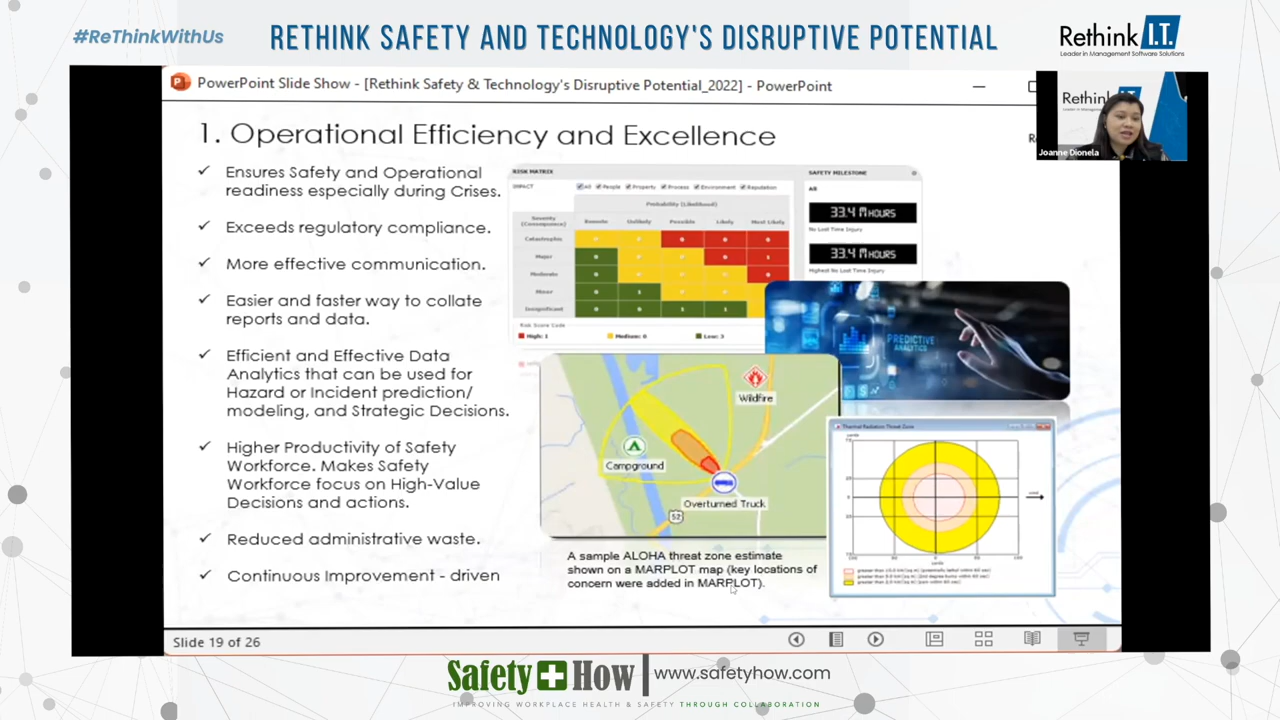 #ReThinkWithUs
RETHINK SAFETY AND TECHNOLOGY'S DISRUPTIVE POTENTIAL
Rethink I.T.
Leader in Management Software Solutions
PowerPoint Slide Show - [Rethink Safety & Technology's Disruptive Potential_2022] - PowerPoint
Rethink
Joanne Dionela
1. Operational Efficiency and Excellence
✓ Ensures Safety and Operational
readiness especially during Crises.
✓ Exceeds regulatory compliance.
✓ More effective communication.
✓ Easier and faster way to collate
reports and data.
✓ Efficient and Effective Data
Analytics that can be used for
Hazard or Incident prediction/
modeling, and Strategic Decisions.
✓ Higher Productivity of Safety
Workforce. Makes Safety
Workforce focus on High-Value
Decisions and actions.
✓ Reduced administrative waste.
✓ Continuous Improvement - driven
RISK MATRIX
IMPACT All People Property Process Environment Reputation
Probability (Likelihood)
Severity
(Consequence)
Remote Unlikely Possible Likely Most Likely
Catastrophic
Major
Moderate
Minor
Insignificant
Risk Score Code
High: 1 Medium: 6 Low: 3
SAFETY MILESTONE
All
33.4 M HOURS
No Lost Time Injury
33.4 M HOURS
Highest No Lost Time Injury
PREDICTIVE
ANALYTICS
Wildfire
Campground
Overturned Truck
52
A sample ALOHA threat zone estimate
shown on a MARPLOT map (key locations of
concern were added in MARPLOT).
Thermal Radiation Threat Zone
Slide 19 of 26
Safety How
www.safetyhow.com
IMPROVING WORKPLACE HEALTH & SAFETY THROUGH COLLABORATION